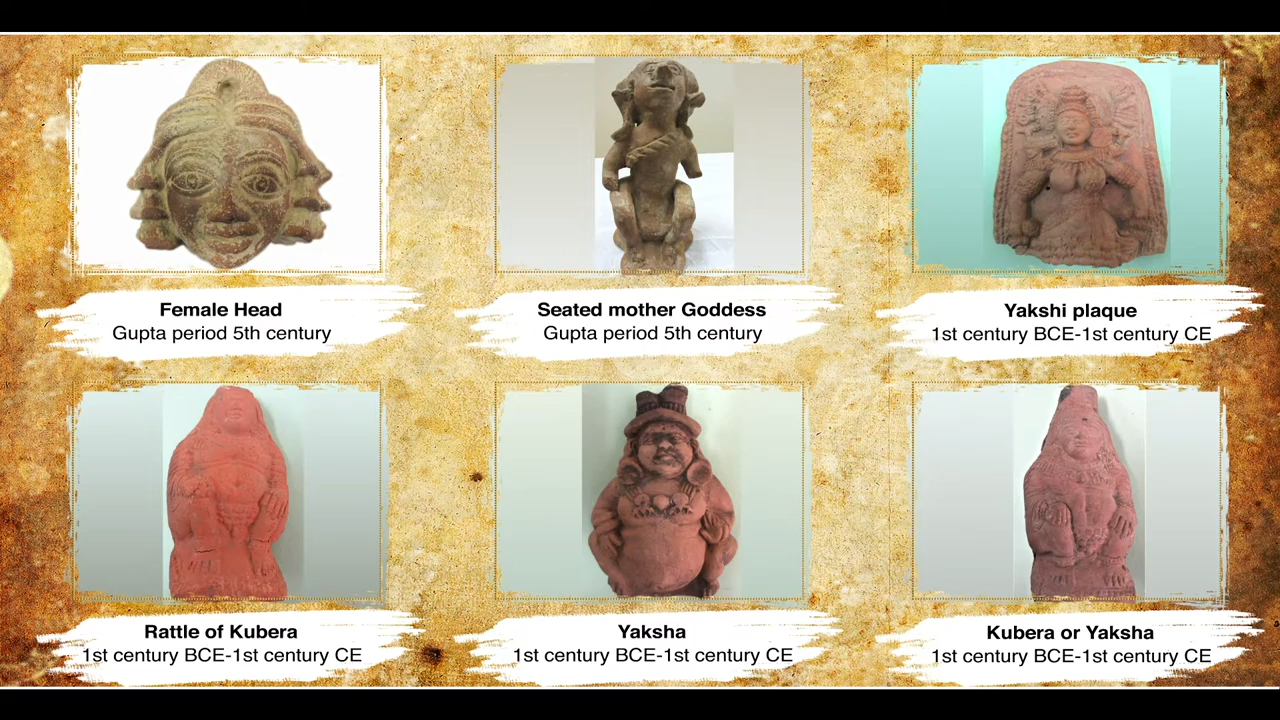 Female Head
Gupta period 5th century
Seated mother Goddess
Gupta period 5th century
Yakshi plaque
1st century BCE-1st century CE
Rattle of Kubera
1st century BCE-1st century CE
Yaksha
1st century BCE-1st century CE
Kubera or Yaksha
1st century BCE-1st century CE